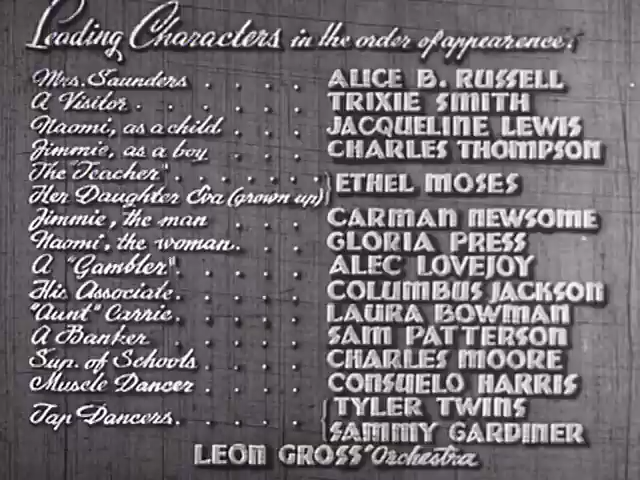 Leading Characters in the order of appearence:
Mrs. Saunders . . . . ALICE B. RUSSELL
A Visitor . . . . . . TRIXIE SMITH
Naomi, as a child . . . JACQUELINE LEWIS
Jimmie, as a boy . . . CHARLES THOMPSON
The "Teacher" . . . . . . .
Her Daughter Eva (grown up) } ETHEL MOSES
Jimmie, the man . . . . CARMAN NEWSOME
Naomi, the woman. . . . GLORIA PRESS
A "Gambler". . . . . ALEC LOVEJOY
His Associate. . . . . COLUMBUS JACKSON
"Aunt" Carrie. . . . . LAURA BOWMAN
A Banker . . . . . SAM PATTERSON
Sup. of Schools . . . . CHARLES MOORE
Muscle Dancer . . . . CONSUELO HARRIS
Tap Dancers. . . . . { TYLER TWINS
SAMMY GARDINER
LEON GROSS' Orchestra